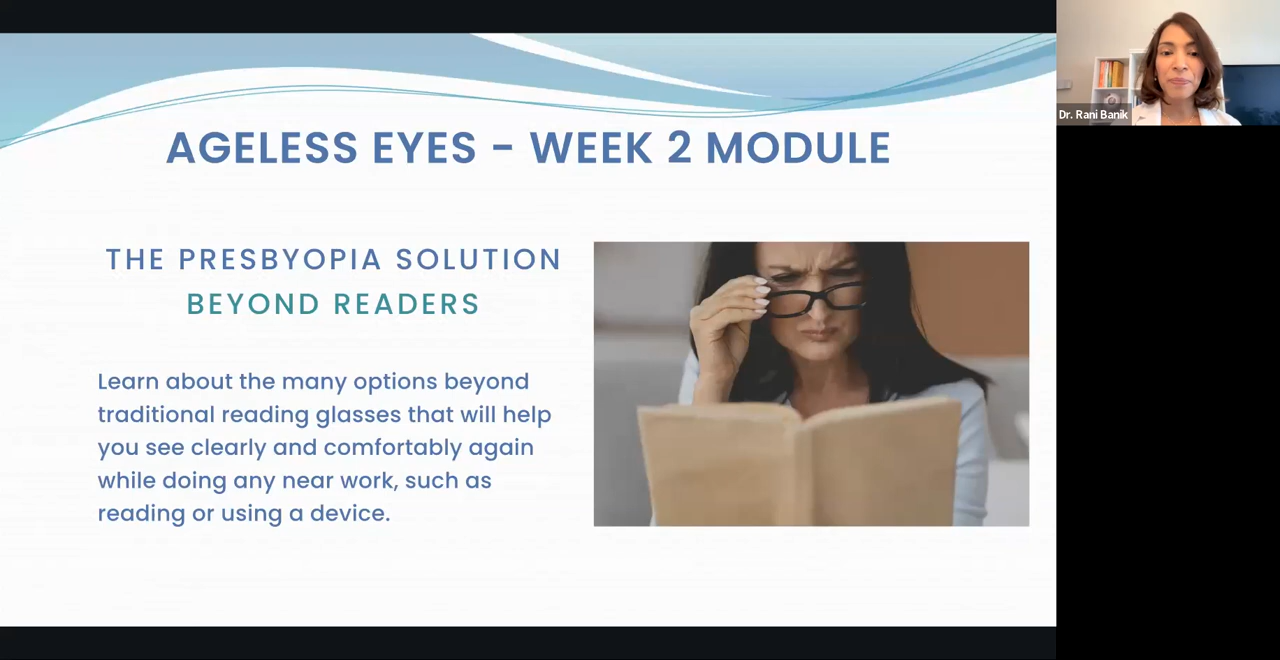 AGELESS EYES - WEEK 2 MODULE
THE PRESBYOPIA SOLUTION
BEYOND READERS
Learn about the many options beyond
traditional reading glasses that will help
you see clearly and comfortably again
while doing any near work, such as
reading or using a device.
Dr. Rani Banik